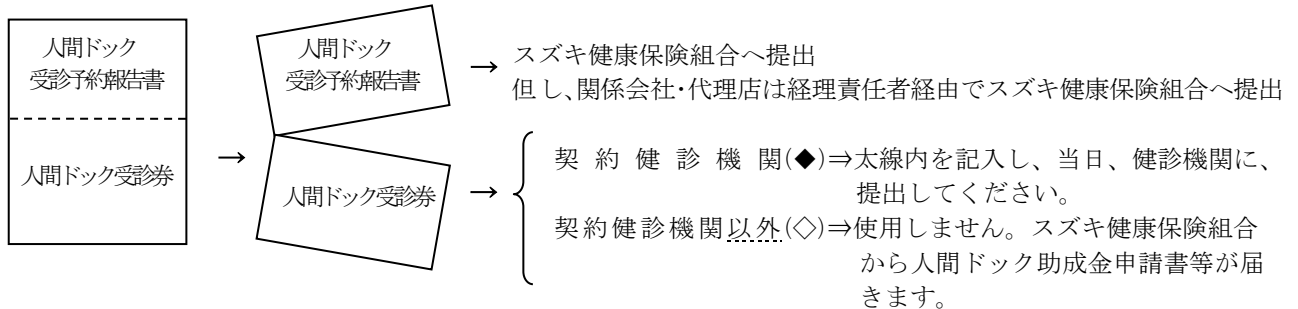 人間ドック
受診予約報告書
人間ドック受診券
→
人間ドック
受診予約報告書
人間ドック受診券
→ スズキ健康保険組合へ提出
但し、関係会社・代理店は経理責任者経由でスズキ健康保険組合へ提出
→
契約健診機関(◆)⇒太線内を記入し、当日、健診機関に、
提出してください。
契約健診機関以外(◇)⇒使用しません。スズキ健康保険組合
から人間ドック助成金申請書等が届
きます。